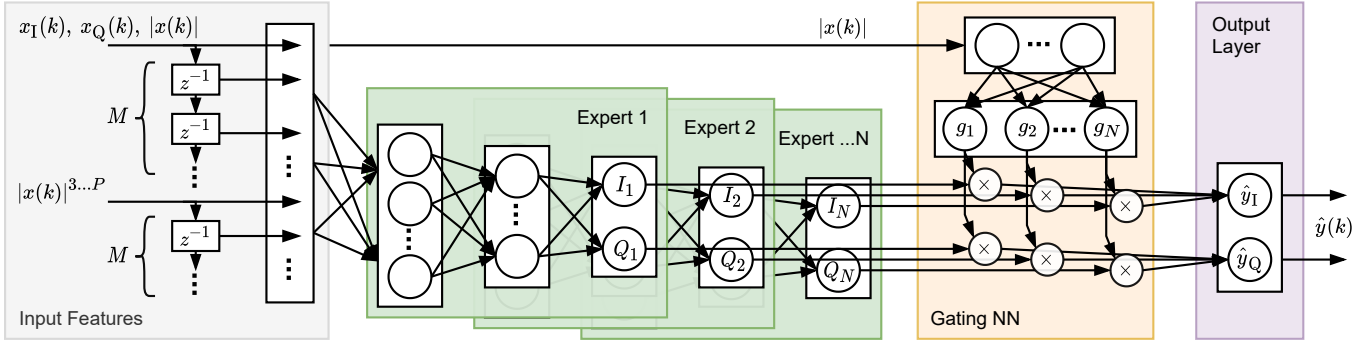 x_I(k), x_Q(k), |x(k)|
z^{-1}
M
z^{-1}
|x(k)|^{3...P}
z^{-1}
M
Input Features
Expert 1
I_1
Q_1
Expert 2
I_2
Q_2
Expert ...N
I_N
Q_N
|x(k)|
g_1
g_2
g_N
×
×
×
×
×
×
Gating NN
Output
Layer
ŷ_I
ŷ_Q
ŷ(k)